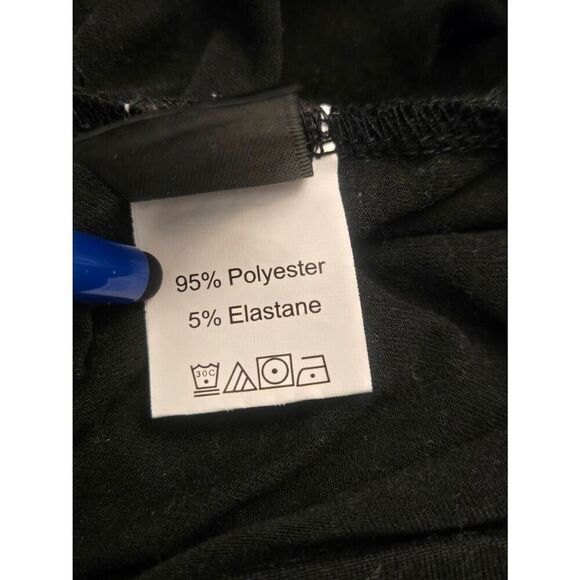 95% Polyester
5% Elastane
30C